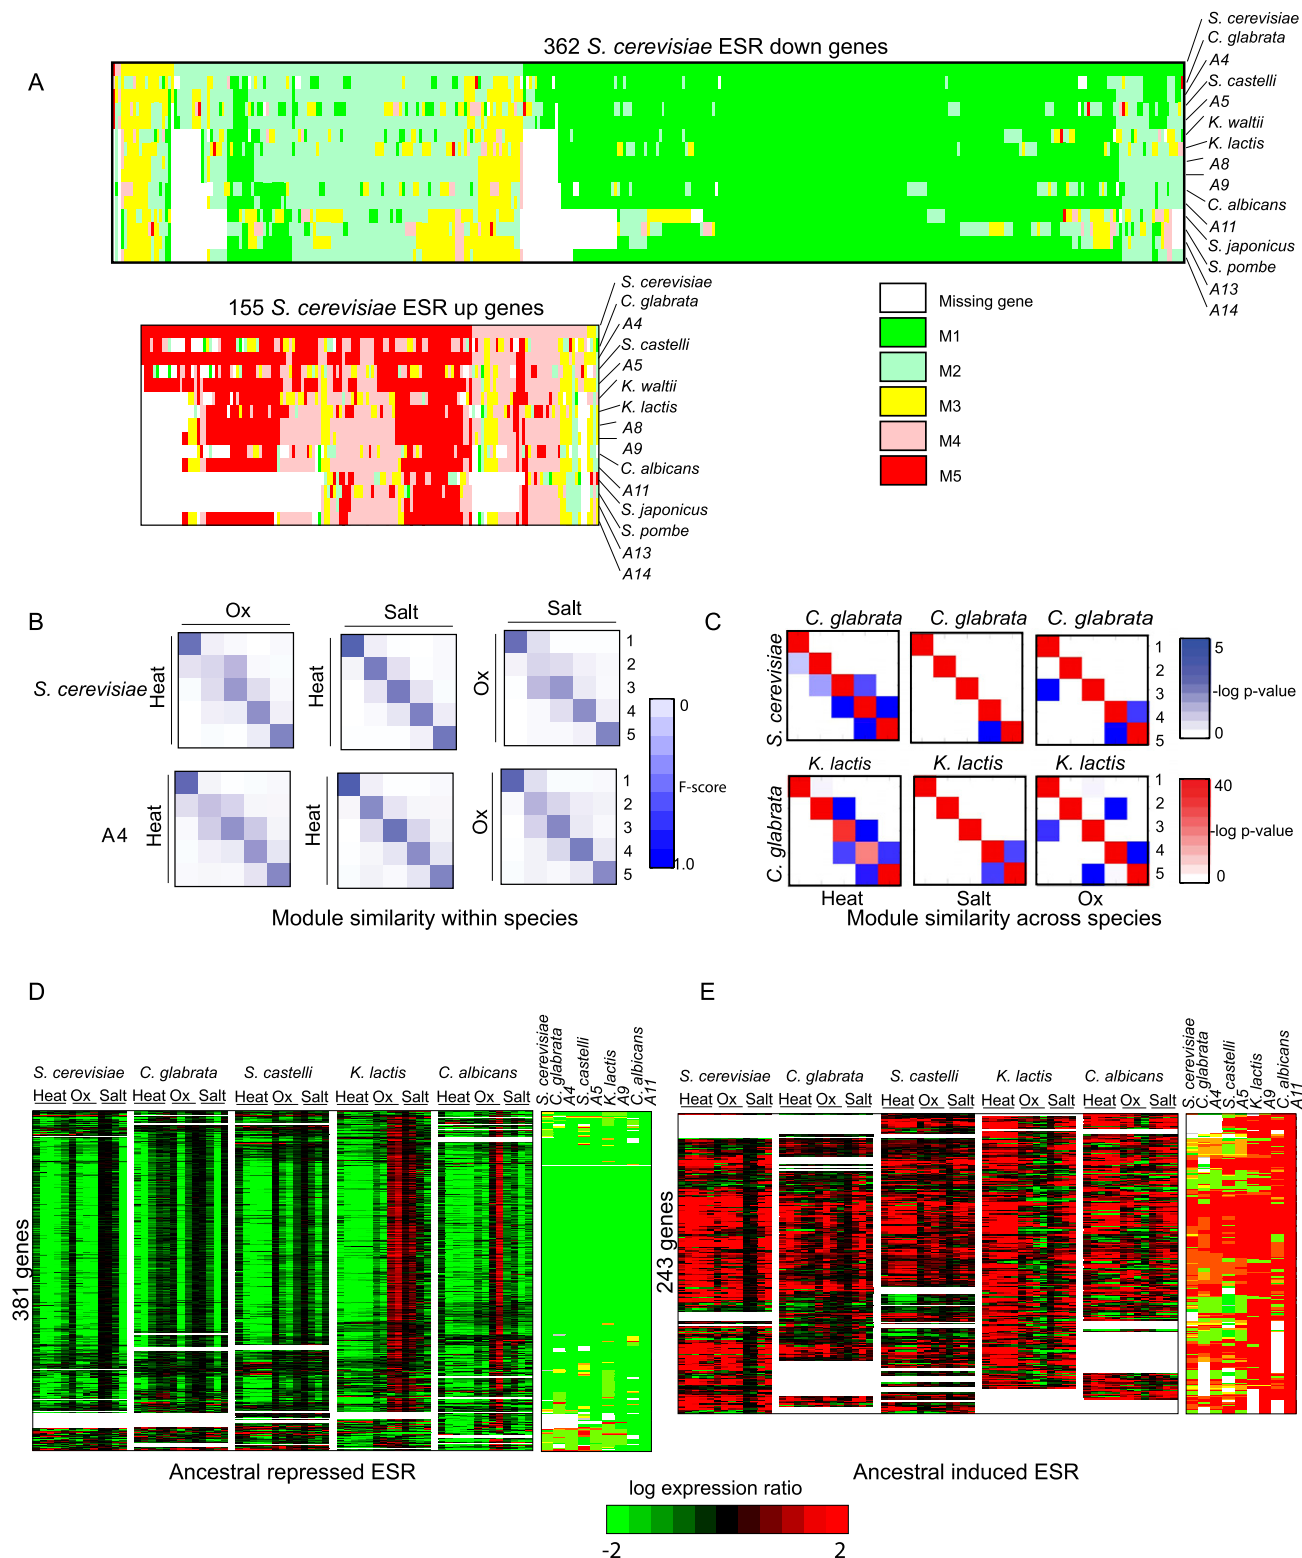 362 S. cerevisiae ESR down genes
A
S. cerevisiae
C. glabrata
A4
S. castelli
A5
K. waltii
K. lactis
A8
A9
C. albicans
A11
S. japonicus
S. pombe
A13
A14
155 S. cerevisiae ESR up genes
S. cerevisiae
C. glabrata
A4
S. castelli
A5
K. waltii
K. lactis
A8
A9
C. albicans
A11
S. japonicus
S. pombe
A13
A14
Missing gene
M1
M2
M3
M4
M5
B
Ox
Salt
Salt
S. cerevisiae
Heat
Heat
Ox
1
2
3
4
5
A4
Heat
Heat
Ox
1
2
3
4
5
0
F-score
1.0
Module similarity within species
C
C. glabrata
C. glabrata
C. glabrata
S. cerevisiae
1
2
3
4
5
5
-log p-value
0
K. lactis
K. lactis
K. lactis
C. glabrata
1
2
3
4
5
40
-log p-value
0
Heat
Salt
Ox
Module similarity across species
D
S. cerevisiae
C. glabrata
S. castelli
K. lactis
C. albicans
Heat Ox Salt
Heat Ox Salt
Heat Ox Salt
Heat Ox Salt
Heat Ox Salt
S. cerevisiae
C. glabrata
A4
S. castelli
A5
K. lactis
A9
C. albicans
A11
381 genes
Ancestral repressed ESR
E
S. cerevisiae
C. glabrata
S. castelli
K. lactis
C. albicans
Heat Ox Salt
Heat Ox Salt
Heat Ox Salt
Heat Ox Salt
Heat Ox Salt
S. cerevisiae
C. glabrata
A4
S. castelli
A5
K. lactis
A9
C. albicans
A11
243 genes
Ancestral induced ESR
log expression ratio
-2
2